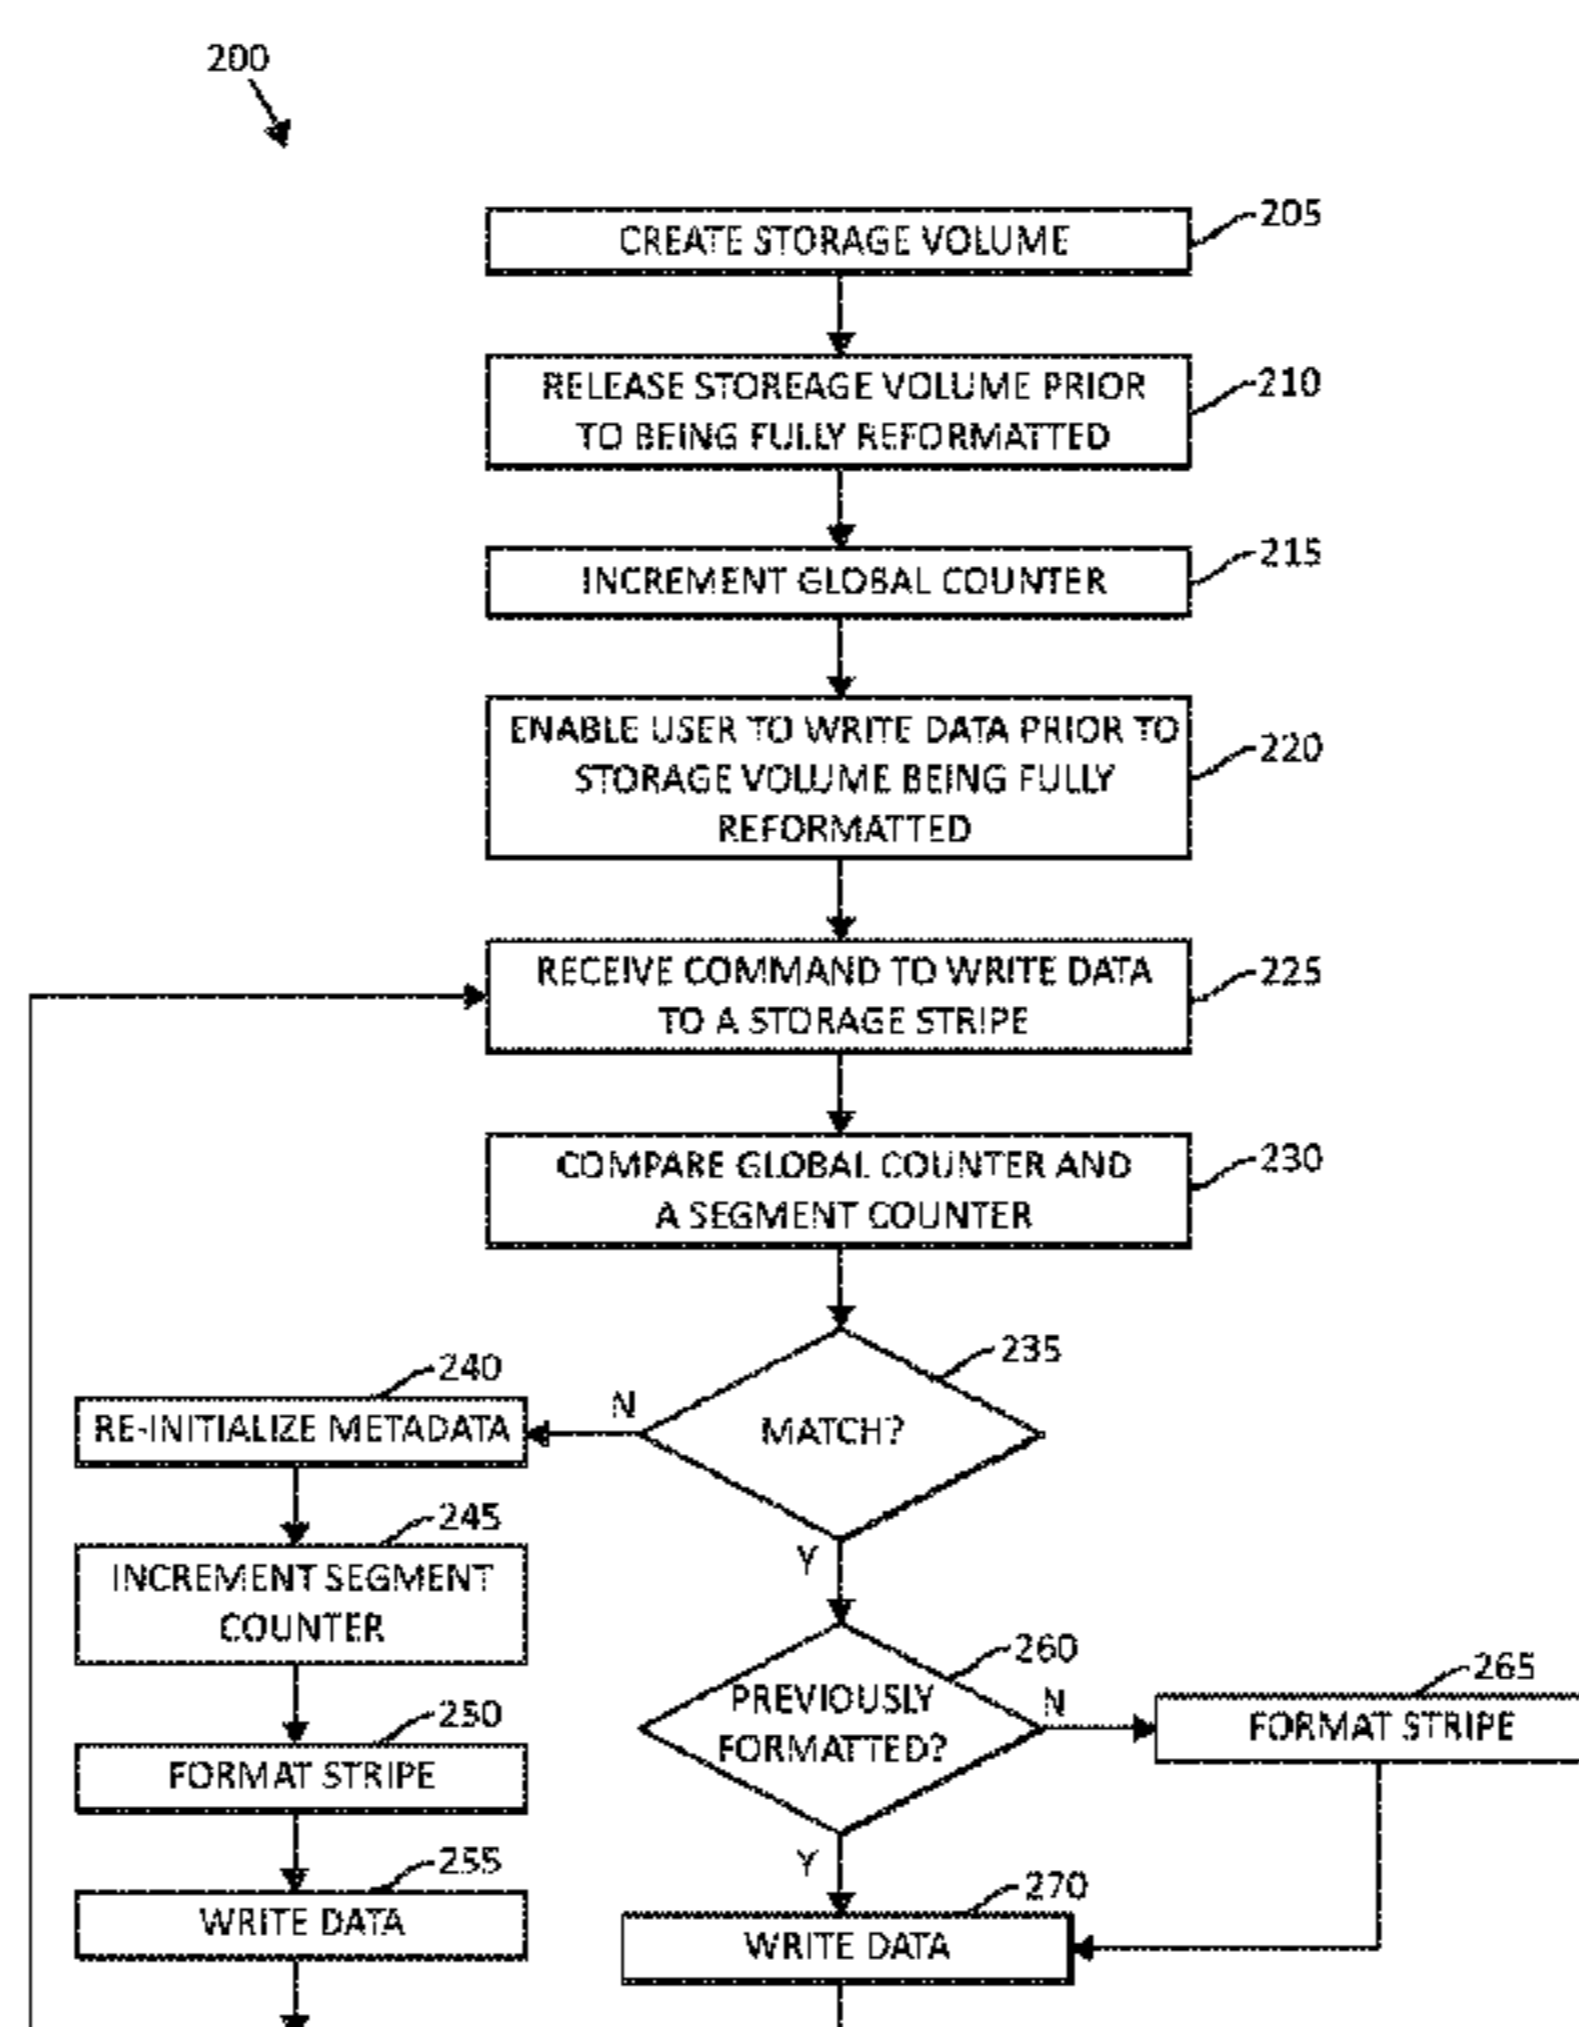 200
CREATE STORAGE VOLUME
205
RELEASE STOREAGE VOLUME PRIOR
TO BEING FULLY REFORMATTED
210
INCREMENT GLOBAL COUNTER
215
ENABLE USER TO WRITE DATA PRIOR TO
STORAGE VOLUME BEING FULLY
REFORMATTED
220
RECEIVE COMMAND TO WRITE DATA
TO A STORAGE STRIPE
225
COMPARE GLOBAL COUNTER AND
A SEGMENT COUNTER
230
MATCH?
235
N
Y
240
RE-INITIALIZE METADATA
245
INCREMENT SEGMENT
COUNTER
250
FORMAT STRIPE
255
WRITE DATA
PREVIOUSLY
FORMATTED?
260
N
Y
265
FORMAT STRIPE
270
WRITE DATA